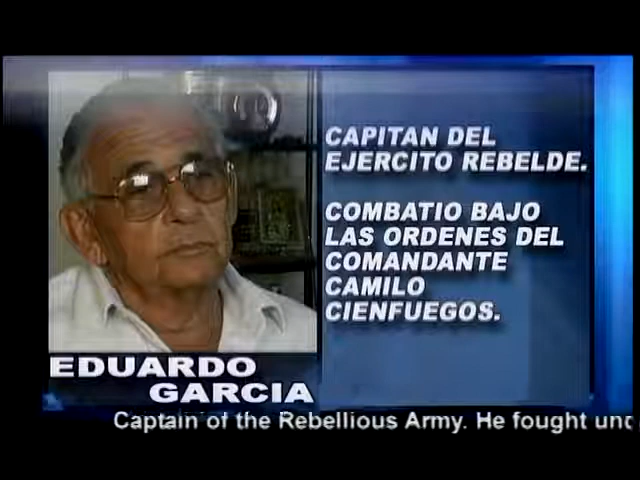 CAPITAN DEL
EJERCITO REBELDE.
COMBATIO BAJO
LAS ORDENES DEL
COMANDANTE
CAMILO
CIENFUEGOS.
EDUARDO
GARCIA
Captain of the Rebellious Army. He fought